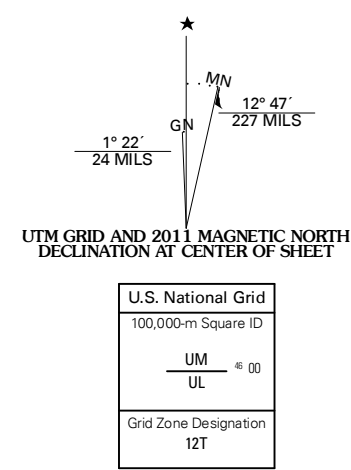 ★
MN
GN
12° 47´
227 MILS
1° 22´
24 MILS
UTM GRID AND 2011 MAGNETIC NORTH
DECLINATION AT CENTER OF SHEET
U.S. National Grid
100,000-m Square ID
UM
46 00
UL
Grid Zone Designation
12T